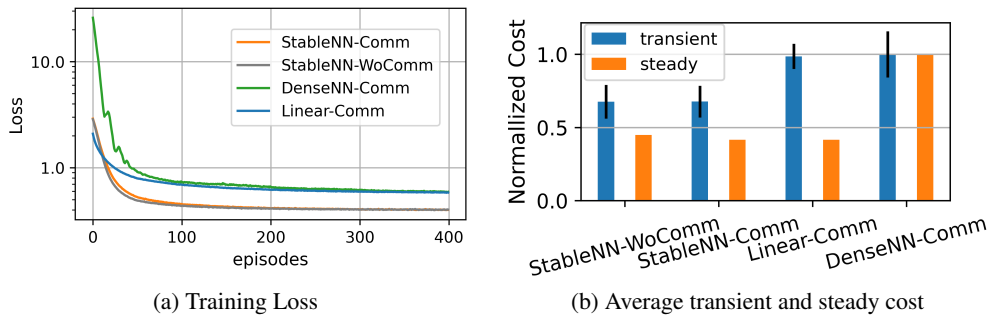 Loss
10.0
1.0
0
100
200
300
400
episodes
StableNN-Comm
StableNN-WoComm
DenseNN-Comm
Linear-Comm
(a) Training Loss
Normallized Cost
1.0
0.5
0.0
transient
steady
StableNN-WoComm
StableNN-Comm
Linear-Comm
DenseNN-Comm
(b) Average transient and steady cost